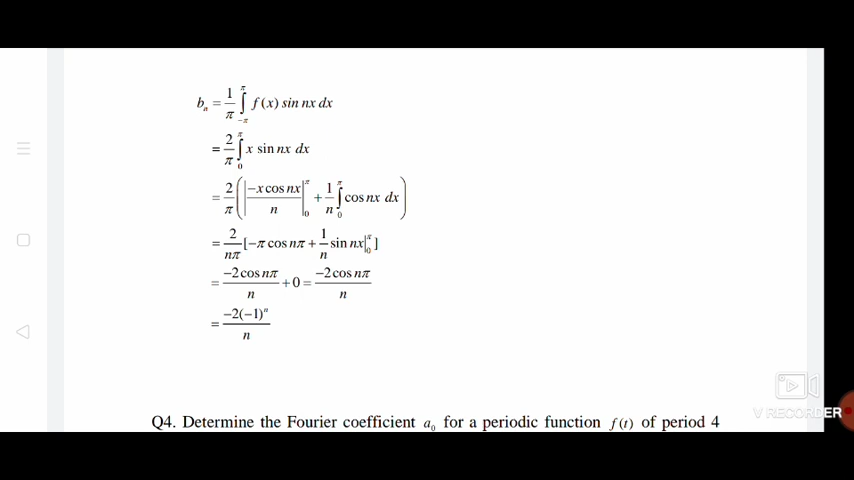 bₙ = 1/π ∫_{-π}^{π} f(x) sin nx dx
= 2/π ∫_0^π x sin nx dx
= 2/π ( | -x cos nx / n |_0^π + 1/n ∫_0^π cos nx dx )
= 2/nπ [ -π cos nπ + 1/n sin nx |_0^π ]
= -2 cos nπ / n + 0 = -2 cos nπ / n
= -2(-1)ⁿ / n
V RECORDER
Q4. Determine the Fourier coefficient a₀ for a periodic function f(t) of period 4